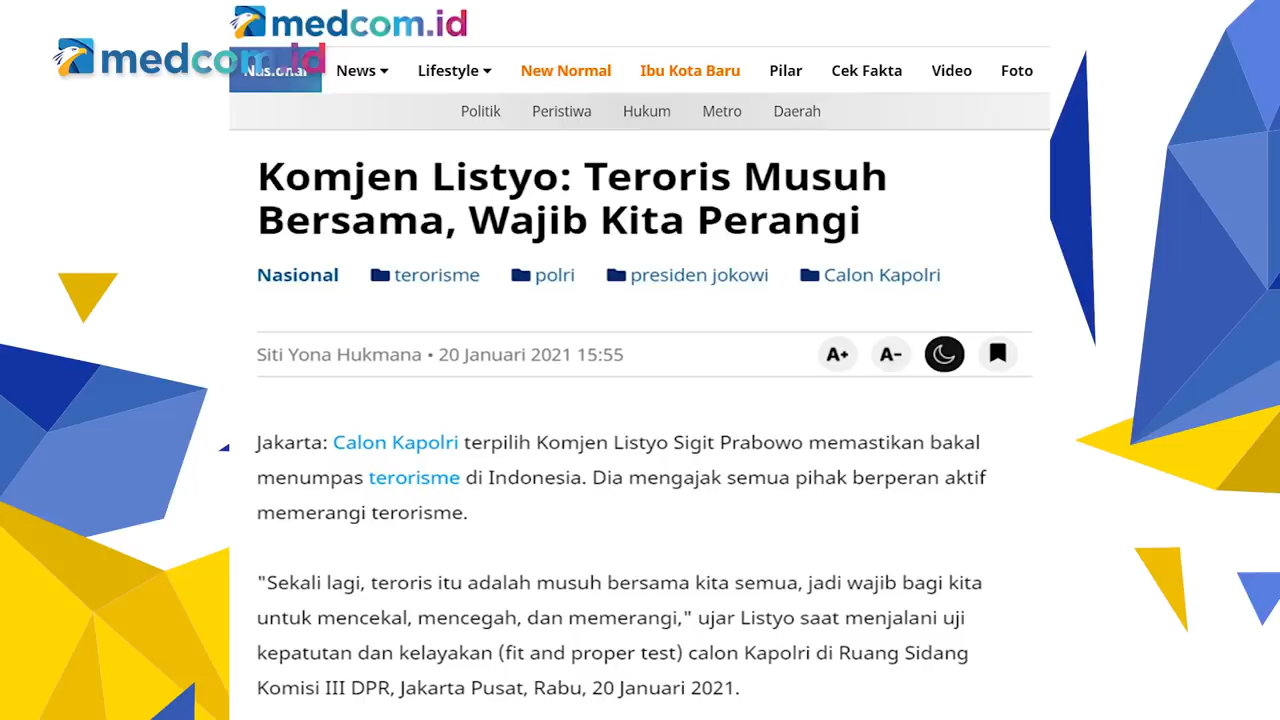 medcom.id
medcom.id
Nasional News Lifestyle New Normal Ibu Kota Baru Pilar Cek Fakta Video Foto
Politik Peristiwa Hukum Metro Daerah
Komjen Listyo: Teroris Musuh
Bersama, Wajib Kita Perangi
Nasional terorisme polri presiden jokowi Calon Kapolri
Siti Yona Hukmana • 20 Januari 2021 15:55 A+ A-
Jakarta: Calon Kapolri terpilih Komjen Listyo Sigit Prabowo memastikan bakal
menumpas terorisme di Indonesia. Dia mengajak semua pihak berperan aktif
memerangi terorisme.
"Sekali lagi, teroris itu adalah musuh bersama kita semua, jadi wajib bagi kita
untuk mencekal, mencegah, dan memerangi," ujar Listyo saat menjalani uji
kepatutan dan kelayakan (fit and proper test) calon Kapolri di Ruang Sidang
Komisi III DPR, Jakarta Pusat, Rabu, 20 Januari 2021.